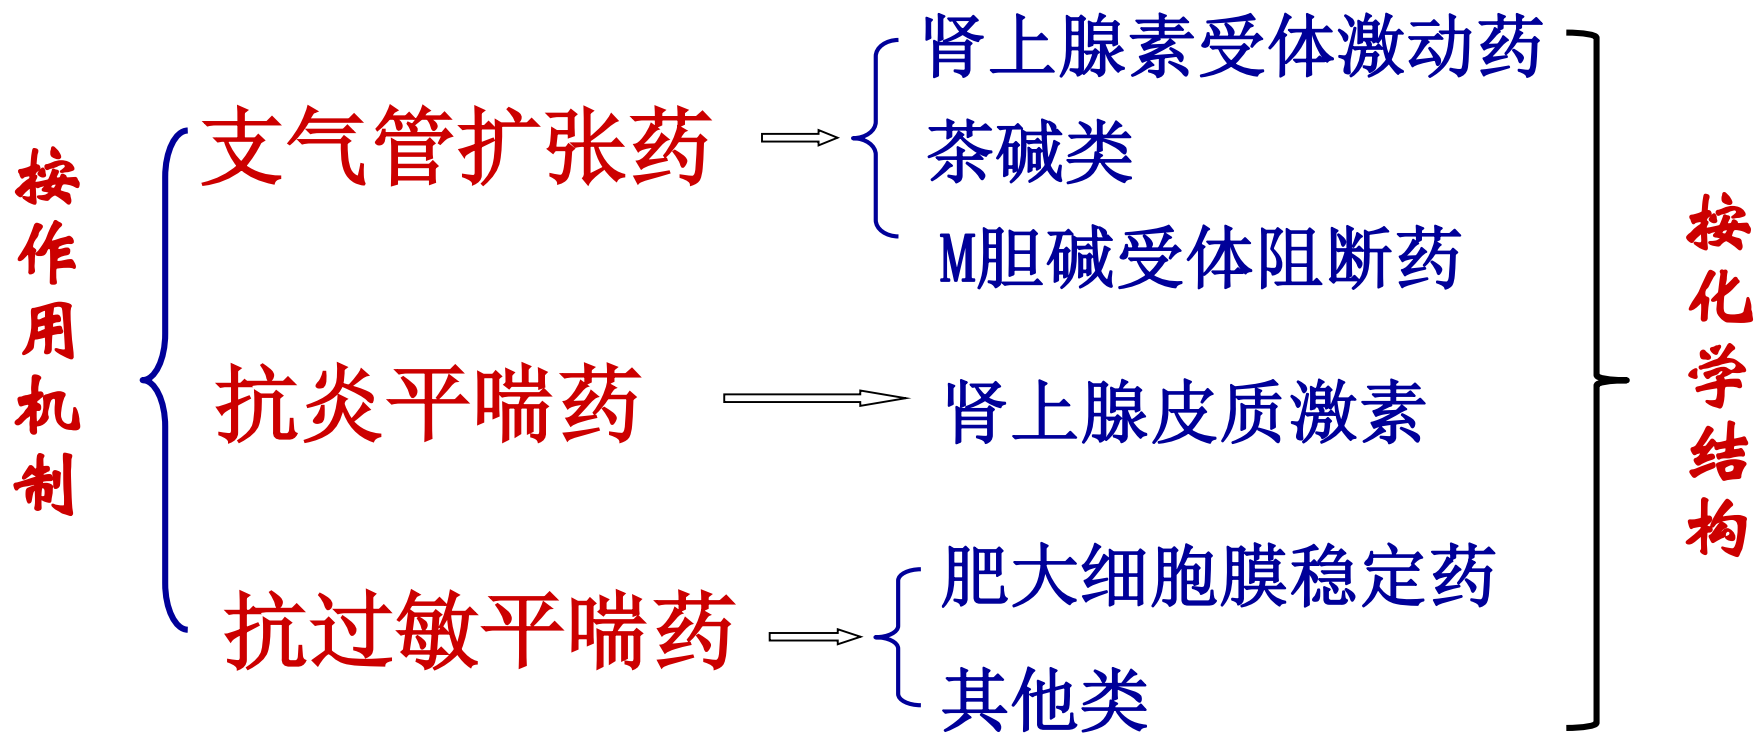 按作用机制
支气管扩张药
肾上腺素受体激动药
茶碱类
M胆碱受体阻断药
抗炎平喘药
肾上腺皮质激素
抗过敏平喘药
肥大细胞膜稳定药
其他类
按化学结构